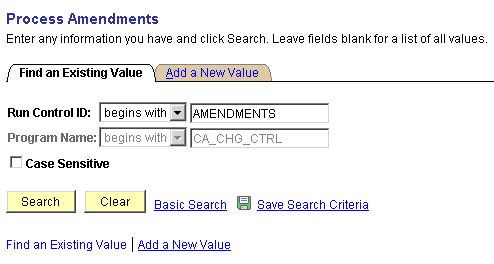 Process Amendments
Enter any information you have and click Search. Leave fields blank for a list of all values.
Find an Existing Value Add a New Value
Run Control ID: begins with AMENDMENTS
Program Name: begins with CA_CHG_CTRL
Case Sensitive
Search Clear Basic Search Save Search Criteria
Find an Existing Value | Add a New Value